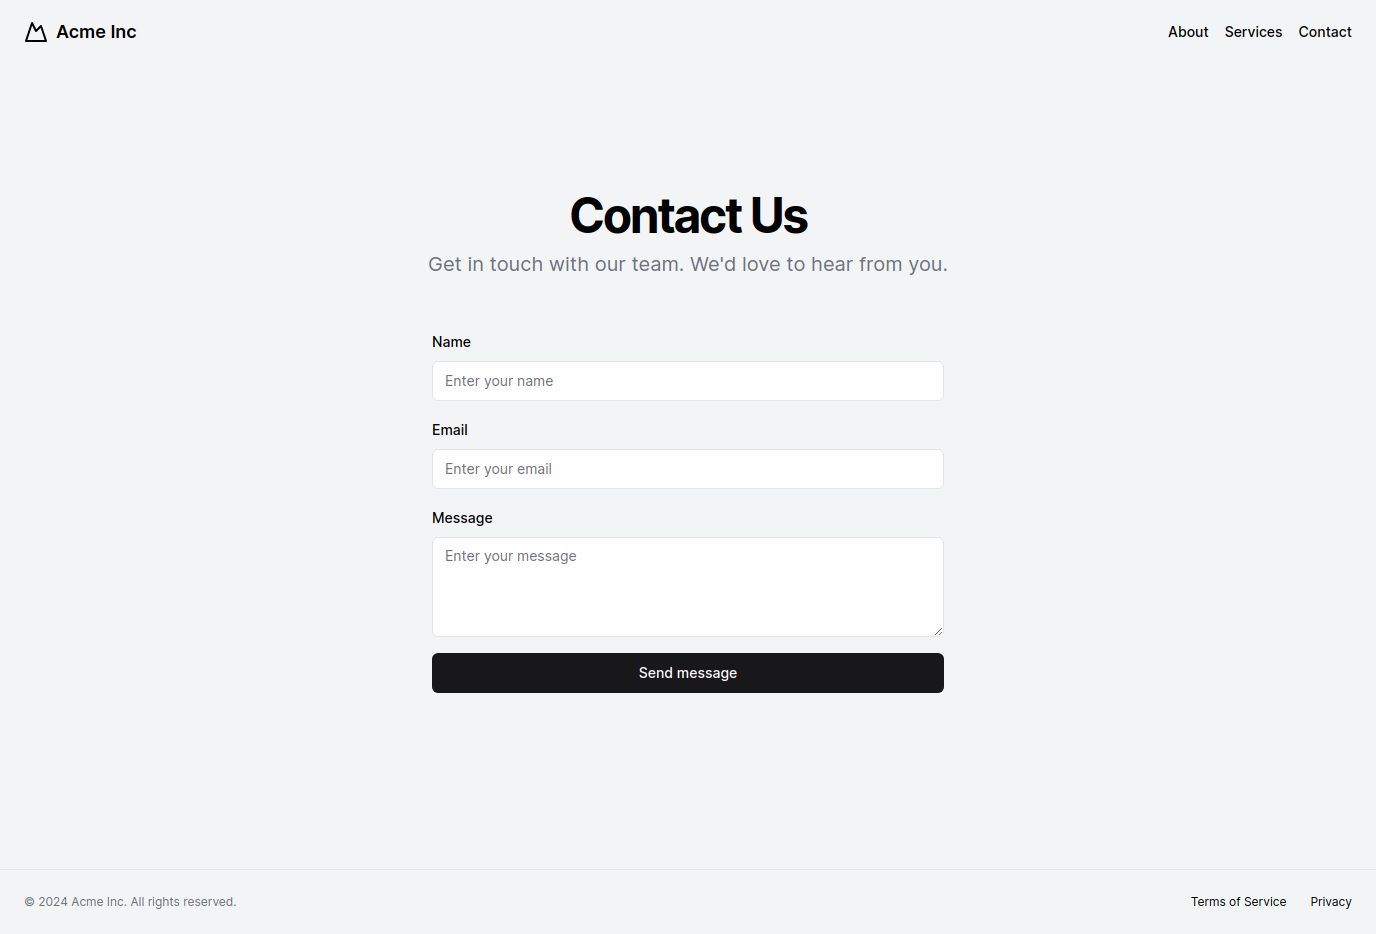 Acme Inc
About Services Contact
Contact Us
Get in touch with our team. We'd love to hear from you.
Name
Enter your name
Email
Enter your email
Message
Enter your message
Send message
© 2024 Acme Inc. All rights reserved.
Terms of Service Privacy